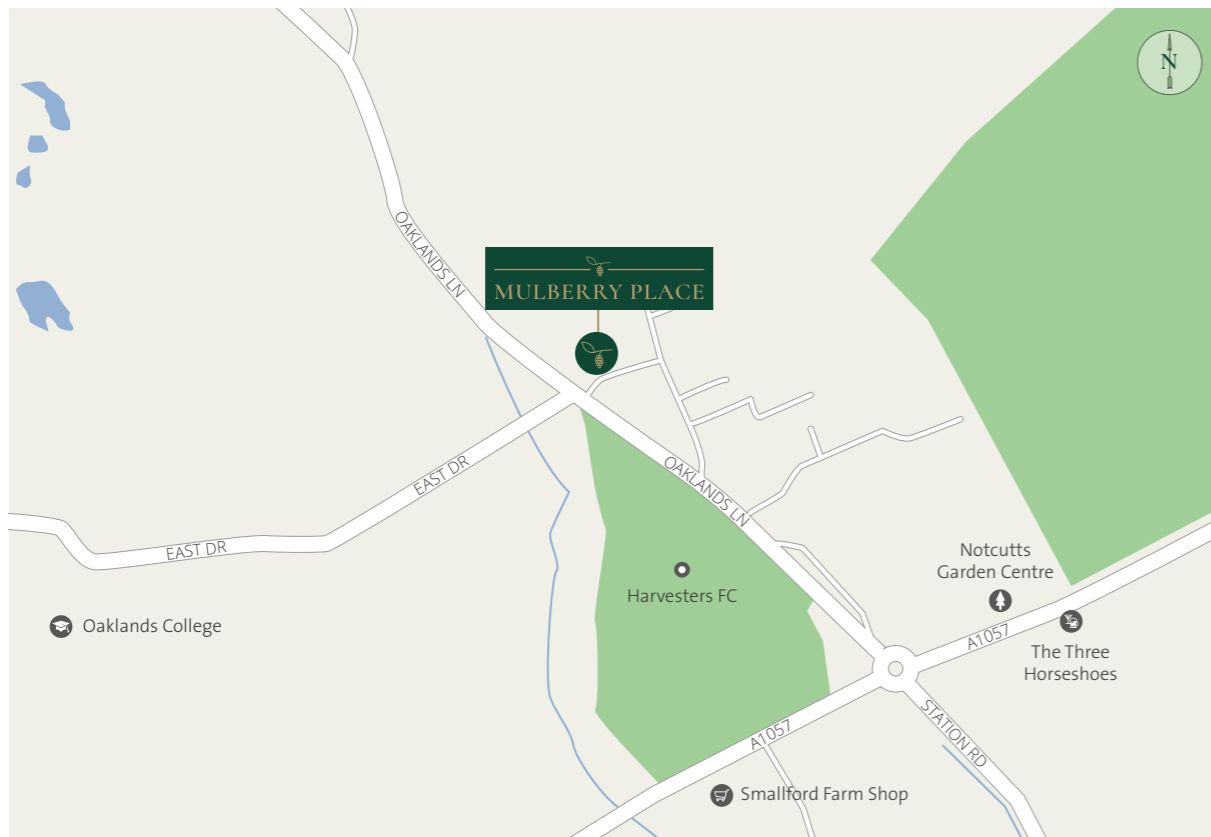 N
OAKLANDS LN
MULBERRY PLACE
EAST DR
OAKLANDS LN
EAST DR
Notcutts
Garden Centre
Harvesters FC
Oaklands College
A1057
The Three
Horseshoes
STATION RD
A1057
Smallford Farm Shop